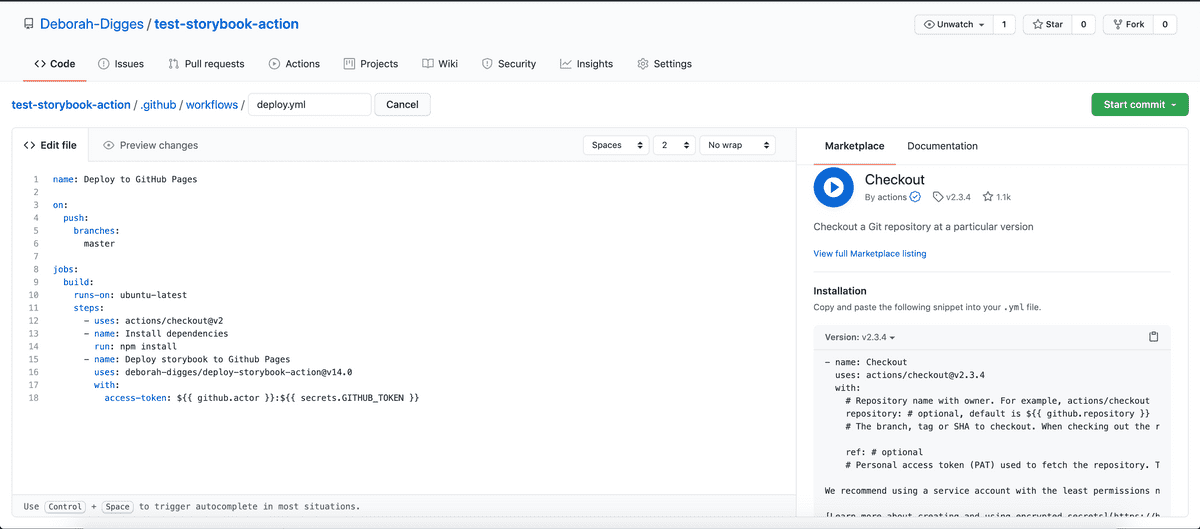 Deborah-Digges / test-storybook-action
Unwatch 1 Star 0 Fork 0
Code Issues Pull requests Actions Projects Wiki Security Insights Settings
test-storybook-action / .github / workflows / deploy.yml Cancel
Start commit
<> Edit file Preview changes
Spaces 2 No wrap
1 name: Deploy to GitHub Pages
2
3 on:
4 push:
5 branches:
6 master
7
8 jobs:
9 build:
10 runs-on: ubuntu-latest
11 steps:
12 - uses: actions/checkout@v2
13 - name: Install dependencies
14 run: npm install
15 - name: Deploy storybook to Github Pages
16 uses: deborah-digges/deploy-storybook-action@v14.0
17 with:
18 access-token: ${{ github.actor }}:${{ secrets.GITHUB_TOKEN }}
Use Control + Space to trigger autocomplete in most situations.
Marketplace Documentation
Checkout
By actions v2.3.4 1.1k
Checkout a Git repository at a particular version
View full Marketplace listing
Installation
Copy and paste the following snippet into your .yml file.
Version: v2.3.4
- name: Checkout
uses: actions/checkout@v2.3.4
with:
# Repository name with owner. For example, actions/checkout
repository: # optional, default is ${{ github.repository }}
# The branch, tag or SHA to checkout. When checking out the r
ref: # optional
# Personal access token (PAT) used to fetch the repository. T
We recommend using a service account with the least permissions n
[Learn more about creating and using encrypted secrets](https://h